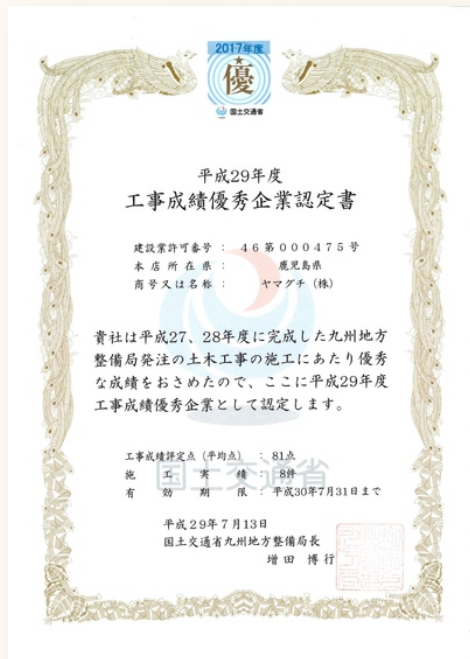 2017年度
優
国土交通省
平成29年度
工事成績優秀企業認定書
建設業許可番号 : 46第000475号
本店所在県 : 鹿児島県
商号又は名称 : ヤマグチ(株)
貴社は平成27、28年度に完成した九州地方
整備局発注の土木工事の施工にあたり優秀
な成績をおさめたので、ここに平成29年度
工事成績優秀企業として認定します。
工事成績評定点(平均点) : 81点
施工実績 : 8件
国土交通省
有効期限 : 平成30年7月31日まで
平成29年7月13日
国土交通省九州地方整備局長
増田 博行